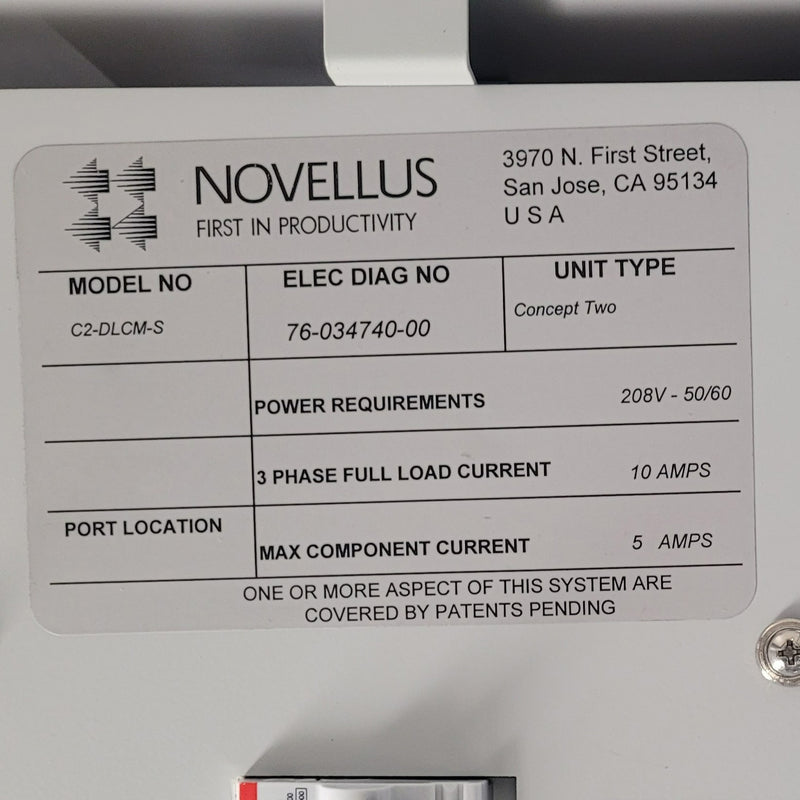 NOVELLUS
FIRST IN PRODUCTIVITY
3970 N. First Street,
San Jose, CA 95134
U S A
MODEL NO
C2-DLCM-S
ELEC DIAG NO
76-034740-00
UNIT TYPE
Concept Two
POWER REQUIREMENTS 208V - 50/60
3 PHASE FULL LOAD CURRENT 10 AMPS
PORT LOCATION
MAX COMPONENT CURRENT 5 AMPS
ONE OR MORE ASPECT OF THIS SYSTEM ARE
COVERED BY PATENTS PENDING